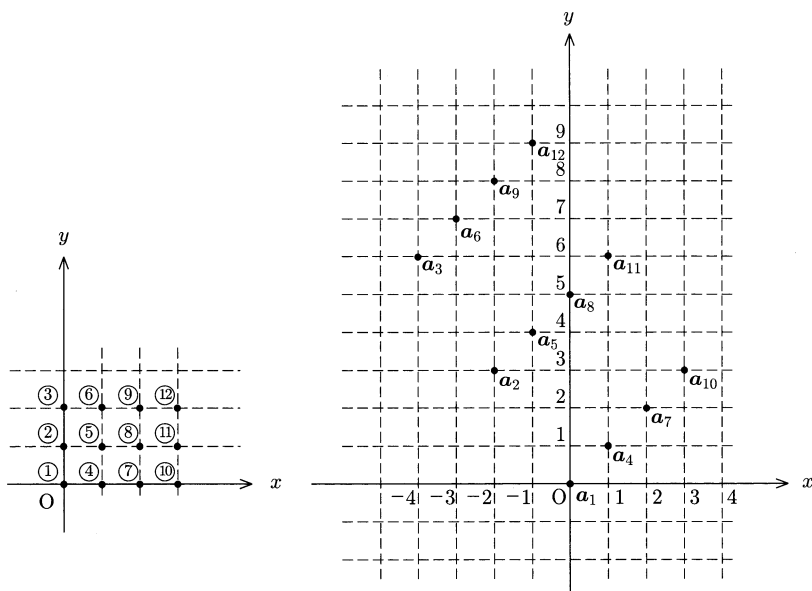 y
③ ⑥ ⑨ ⑫
② ⑤ ⑧ ⑪
① ④ ⑦ ⑩
x
O
y
9
a₁₂
8
a₉
7
a₆
6
a₃
a₁₁
5
a₈
4
a₅
3
a₂
a₁₀
2
a₇
1
a₄
x
−4 −3 −2 −1 O a₁ 1 2 3 4